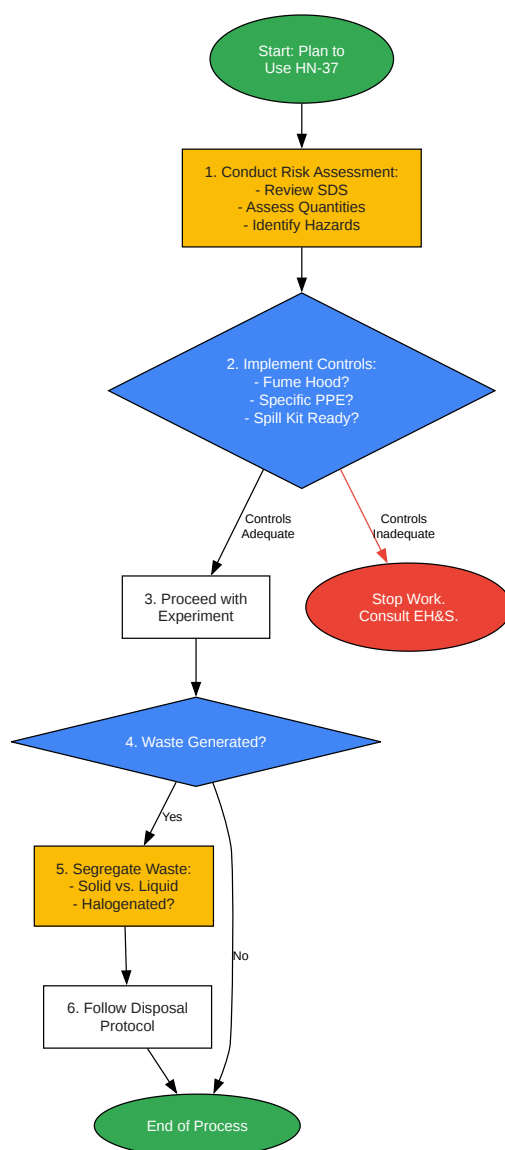 Start: Plan to
Use HN-37
1. Conduct Risk Assessment:
- Review SDS
- Assess Quantities
- Identify Hazards
2. Implement Controls:
- Fume Hood?
- Specific PPE?
- Spill Kit Ready?
Controls
Adequate
Controls
Inadequate
3. Proceed with
Experiment
Stop Work.
Consult EH&S.
4. Waste Generated?
Yes
5. Segregate Waste:
- Solid vs. Liquid
- Halogenated?
No
6. Follow Disposal
Protocol
End of Process